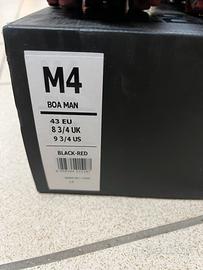 M4
BOA MAN
43 EU
8 3/4 UK
9 3/4 US
BLACK-RED